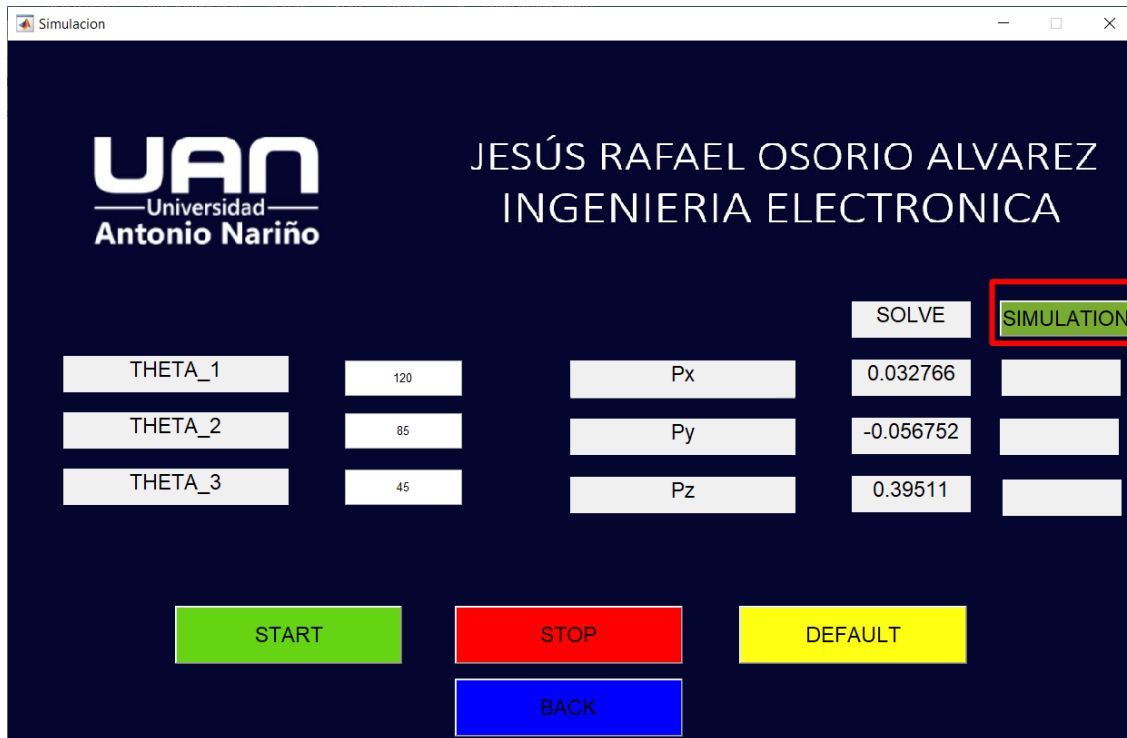 Simulacion
UAN
Universidad
Antonio Nariño
JESÚS RAFAEL OSORIO ALVAREZ
INGENIERIA ELECTRONICA
SOLVE SIMULATION
THETA_1 120 Px 0.032766
THETA_2 85 Py -0.056752
THETA_3 45 Pz 0.39511
START STOP DEFAULT
BACK